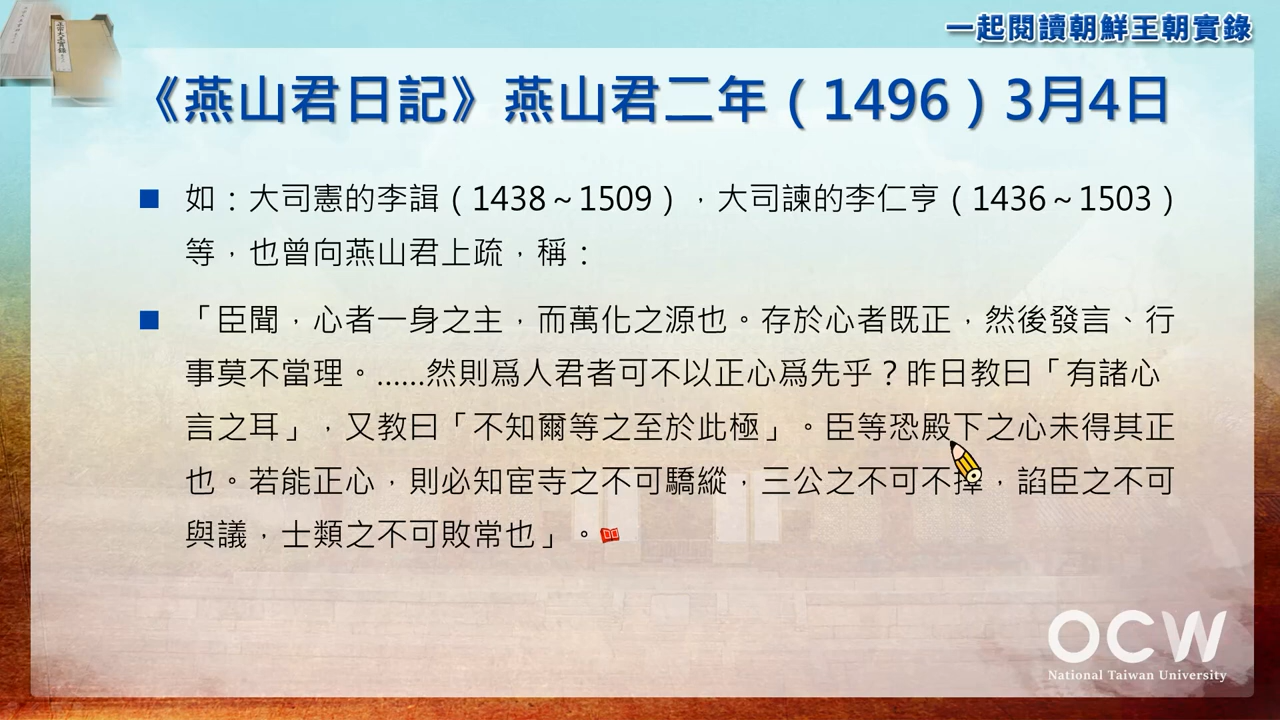 一起閱讀朝鮮王朝實錄
《燕山君日記》燕山君二年（1496）3月4日
如：大司憲的李諿（1438～1509），大司諫的李仁亨（1436～1503）
等，也曾向燕山君上疏，稱：
「臣聞，心者一身之主，而萬化之源也。存於心者既正，然後發言、行
事莫不當理。……然則爲人君者可不以正心爲先乎？昨日教曰「有諸心
言之耳」，又教曰「不知爾等之至於此極」。臣等恐殿下之心未得其正
也。若能正心，則必知宦寺之不可驕縱，三公之不可不擇，諂臣之不可
與議，士類之不可敗常也」。
OCW
National Taiwan University